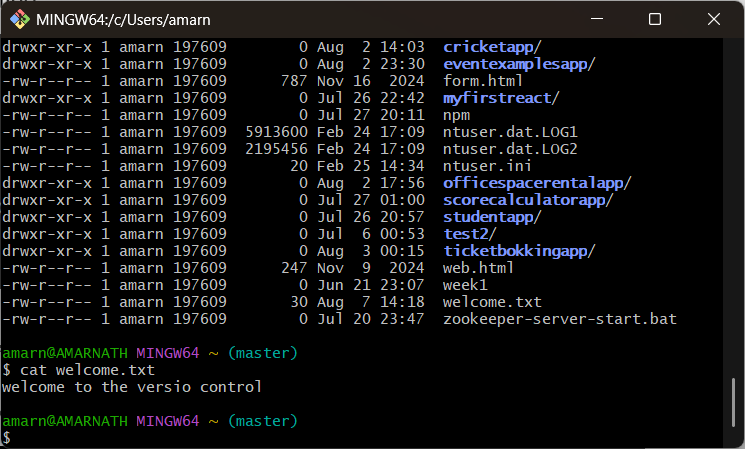 MINGW64:/c/Users/amarn
drwxr-xr-x 1 amarn 197609       0 Aug  2 14:03  cricketapp/
drwxr-xr-x 1 amarn 197609       0 Aug  2 23:30  eventexamplesapp/
-rw-r--r-- 1 amarn 197609     787 Nov 16  2024  form.html
drwxr-xr-x 1 amarn 197609       0 Jul 26 22:42  myfirstreact/
-rw-r--r-- 1 amarn 197609       0 Jul 27 20:11  npm
-rw-r--r-- 1 amarn 197609 5913600 Feb 24 17:09  ntuser.dat.LOG1
-rw-r--r-- 1 amarn 197609 2195456 Feb 24 17:09  ntuser.dat.LOG2
-rw-r--r-- 1 amarn 197609      20 Feb 25 14:34  ntuser.ini
drwxr-xr-x 1 amarn 197609       0 Aug  2 17:56  officespacerentalapp/
drwxr-xr-x 1 amarn 197609       0 Jul 27 01:00  scorecalculatorapp/
drwxr-xr-x 1 amarn 197609       0 Jul 26 20:57  studentapp/
drwxr-xr-x 1 amarn 197609       0 Jul  6 00:53  test2/
drwxr-xr-x 1 amarn 197609       0 Aug  3 00:15  ticketbokkingapp/
-rw-r--r-- 1 amarn 197609     247 Nov  9  2024  web.html
-rw-r--r-- 1 amarn 197609       0 Jun 21 23:07  week1
-rw-r--r-- 1 amarn 197609      30 Aug  7 14:18  welcome.txt
-rw-r--r-- 1 amarn 197609       0 Jul 20 23:47  zookeeper-server-start.bat
amarn@AMARNATH MINGW64 ~ (master)
$ cat welcome.txt
welcome to the versio control
amarn@AMARNATH MINGW64 ~ (master)
$